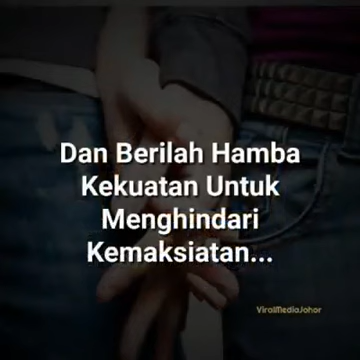 Dan Berilah Hamba
Kekuatan Untuk
Menghindari
Kemaksiatan...
ViralMediaJohor